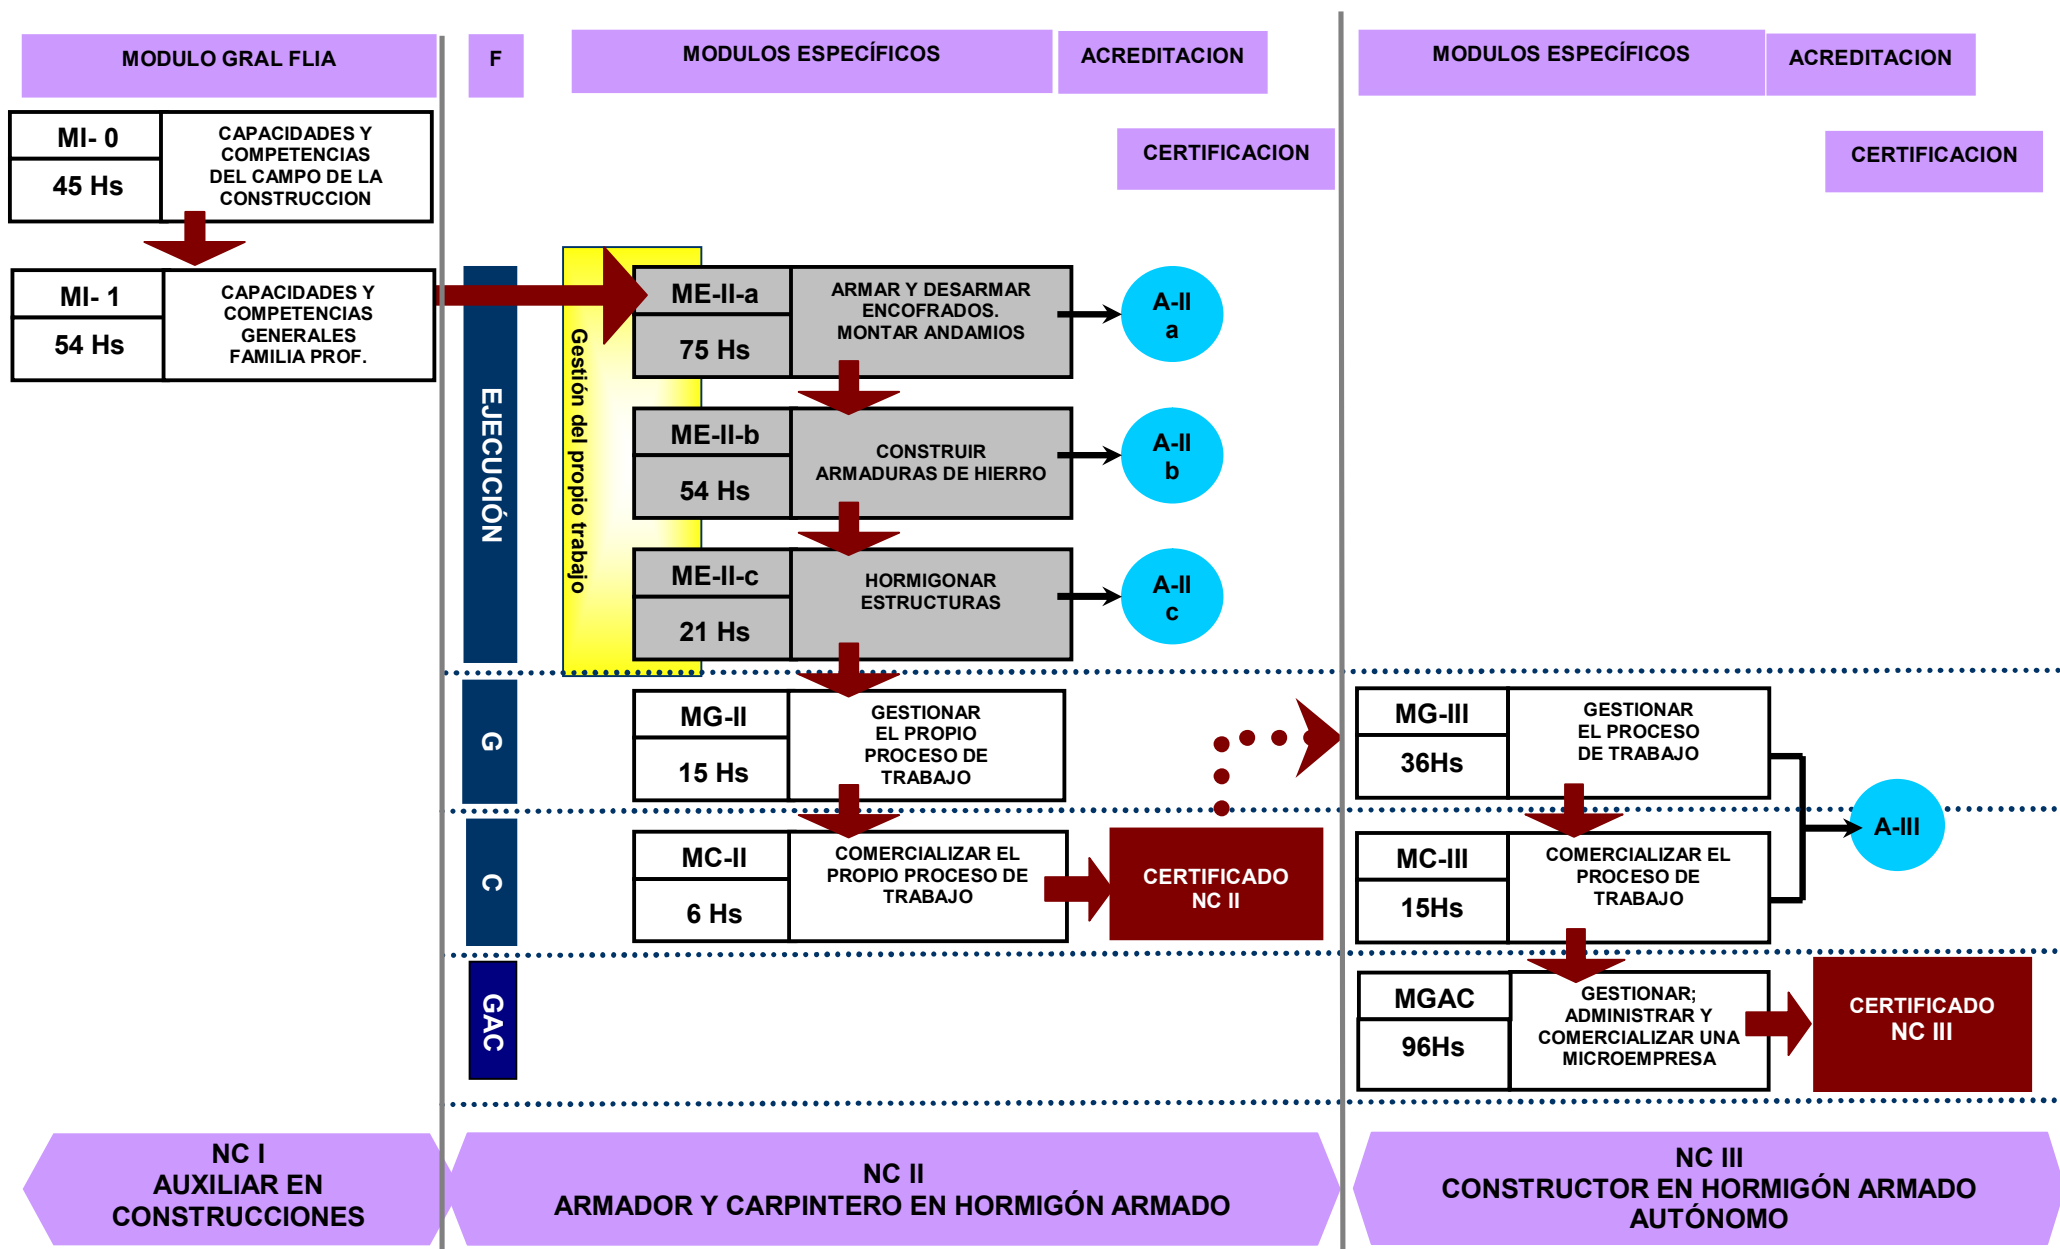 MODULO GRAL FLIA
F
MODULOS ESPECÍFICOS
ACREDITACION
MODULOS ESPECÍFICOS
ACREDITACION
CERTIFICACION
CERTIFICACION
MI- 0
45 Hs
CAPACIDADES Y
COMPETENCIAS
DEL CAMPO DE LA
CONSTRUCCION
MI- 1
54 Hs
CAPACIDADES Y
COMPETENCIAS
GENERALES
FAMILIA PROF.
EJECUCIÓN
Gestión del propio trabajo
ME-II-a
75 Hs
ARMAR Y DESARMAR
ENCOFRADOS.
MONTAR ANDAMIOS
A-II
a
ME-II-b
54 Hs
CONSTRUIR
ARMADURAS DE HIERRO
A-II
b
ME-II-c
21 Hs
HORMIGONAR
ESTRUCTURAS
A-II
c
G
MG-II
15 Hs
GESTIONAR
EL PROPIO
PROCESO DE
TRABAJO
MG-III
36Hs
GESTIONAR
EL PROCESO
DE TRABAJO
C
MC-II
6 Hs
COMERCIALIZAR EL
PROPIO PROCESO DE
TRABAJO
CERTIFICADO
NC II
MC-III
15Hs
COMERCIALIZAR EL
PROCESO DE
TRABAJO
A-III
GAC
MGAC
96Hs
GESTIONAR;
ADMINISTRAR Y
COMERCIALIZAR UNA
MICROEMPRESA
CERTIFICADO
NC III
NC I
AUXILIAR EN
CONSTRUCCIONES
NC II
ARMADOR Y CARPINTERO EN HORMIGÓN ARMADO
NC III
CONSTRUCTOR EN HORMIGÓN ARMADO
AUTÓNOMO